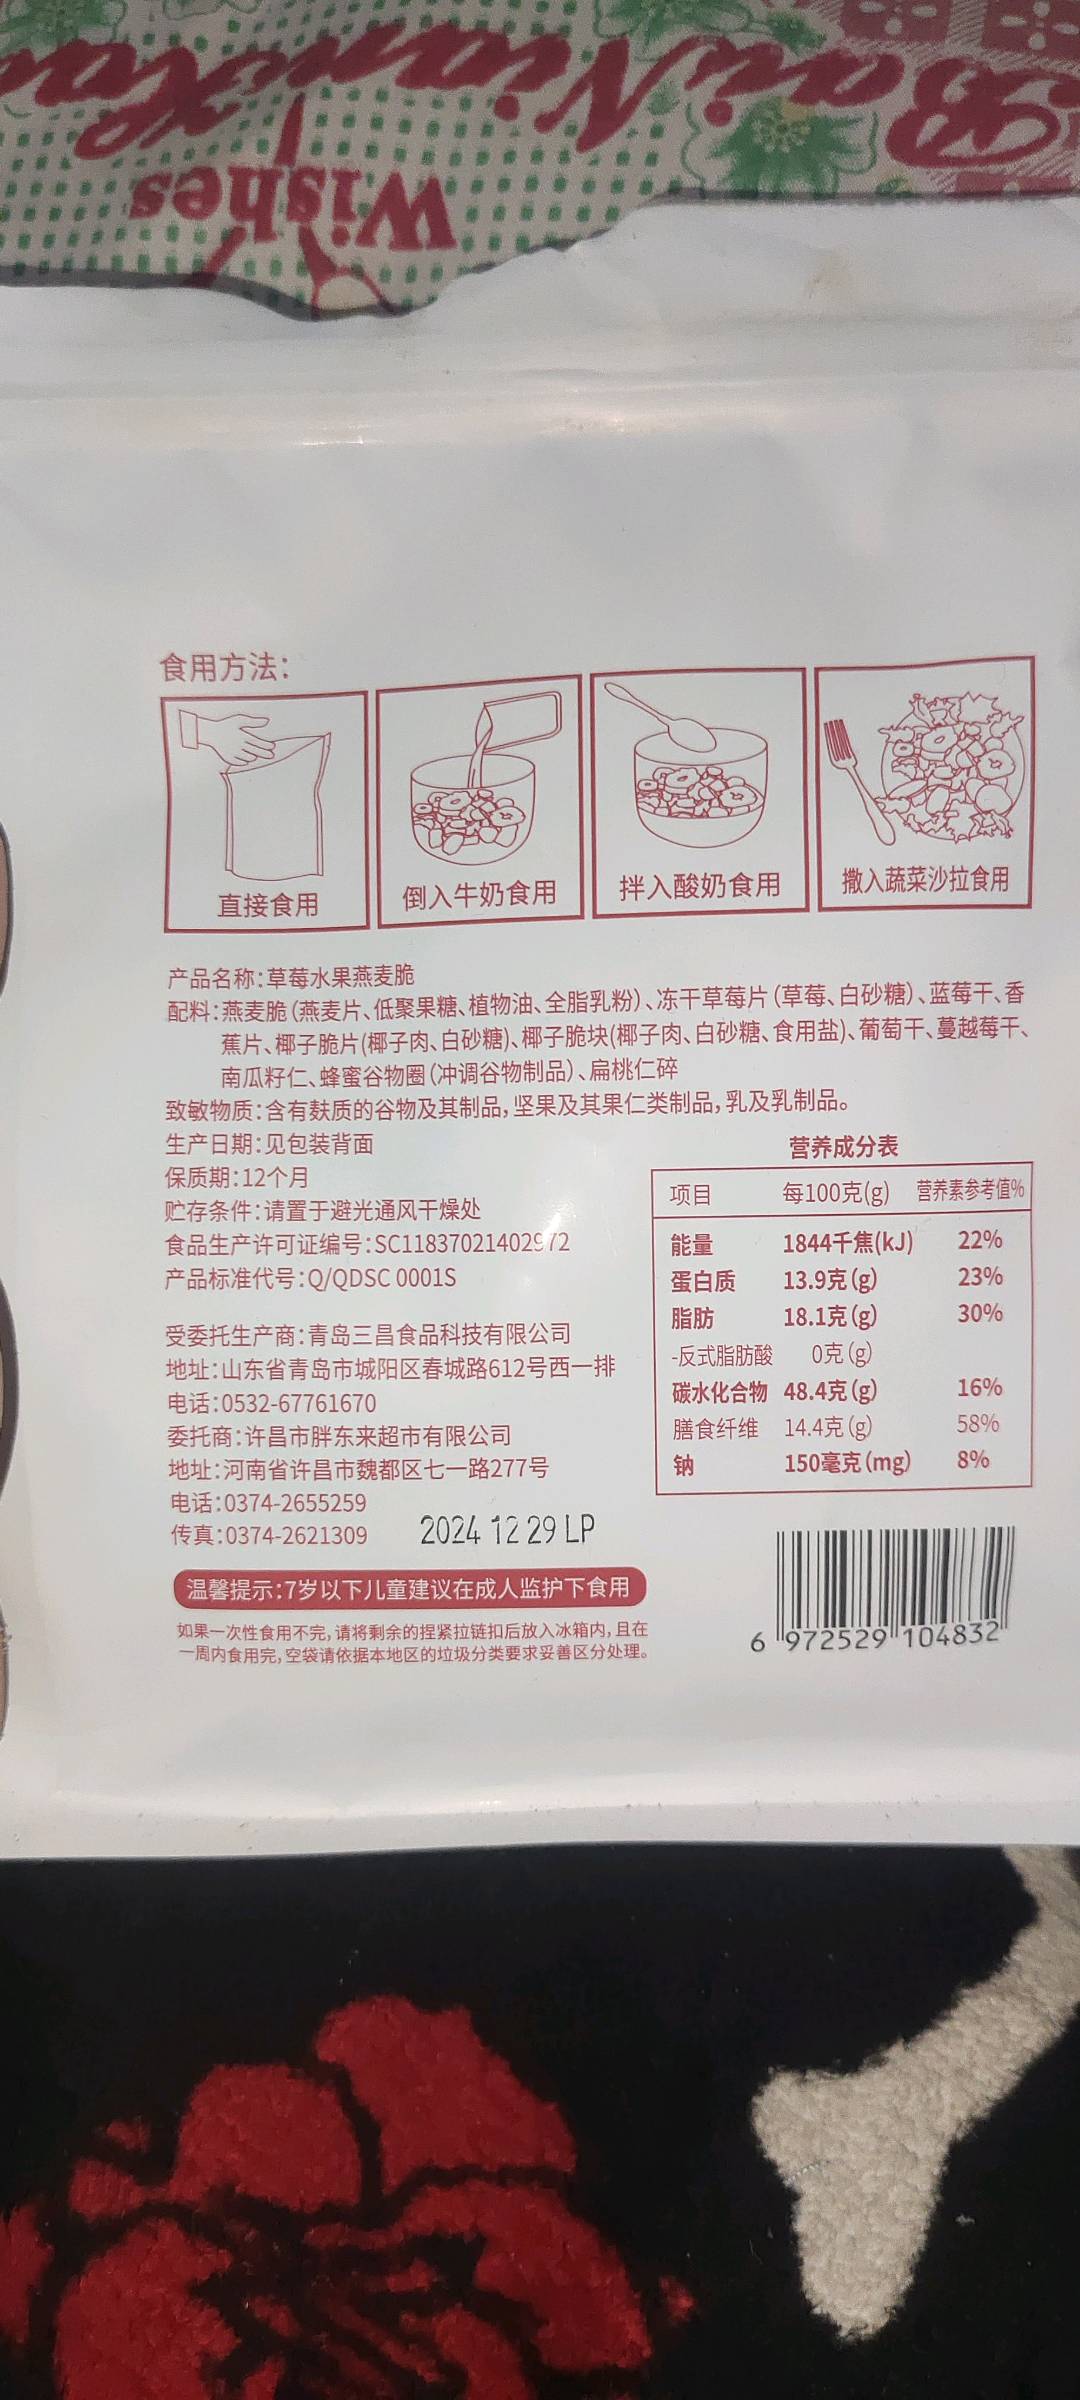 Bai Nian Hao
Wishes
食用方法：
直接食用
倒入牛奶食用
拌入酸奶食用
撒入蔬菜沙拉食用
产品名称：草莓水果燕麦脆
配料：燕麦脆（燕麦片、低聚果糖、植物油、全脂乳粉）、冻干草莓片（草莓、白砂糖）、蓝莓干、香
蕉片、椰子脆片(椰子肉、白砂糖)、椰子脆块(椰子肉、白砂糖、食用盐)、葡萄干、蔓越莓干、
南瓜籽仁、蜂蜜谷物圈（冲调谷物制品）、扁桃仁碎
致敏物质：含有麸质的谷物及其制品，坚果及其果仁类制品，乳及乳制品。
生产日期：见包装背面
保质期：12个月
贮存条件：请置于避光通风干燥处
食品生产许可证编号：SC11837021402972
产品标准代号：Q/QDSC 0001S
受委托生产商：青岛三昌食品科技有限公司
地址：山东省青岛市城阳区春城路612号西一排
电话：0532-67761670
委托商：许昌市胖东来超市有限公司
地址：河南省许昌市魏都区七一路277号
电话：0374-2655259
传真：0374-2621309
2024 12 29 LP
温馨提示：7岁以下儿童建议在成人监护下食用
如果一次性食用不完，请将剩余的捏紧拉链扣后放入冰箱内，且在
一周内食用完，空袋请依据本地区的垃圾分类要求妥善区分处理。
营养成分表
项目 每100克(g) 营养素参考值%
能量 1844千焦(kJ) 22%
蛋白质 13.9克(g) 23%
脂肪 18.1克(g) 30%
-反式脂肪酸 0克(g)
碳水化合物 48.4克(g) 16%
膳食纤维 14.4克(g) 58%
钠 150毫克(mg) 8%
6 972529 104832